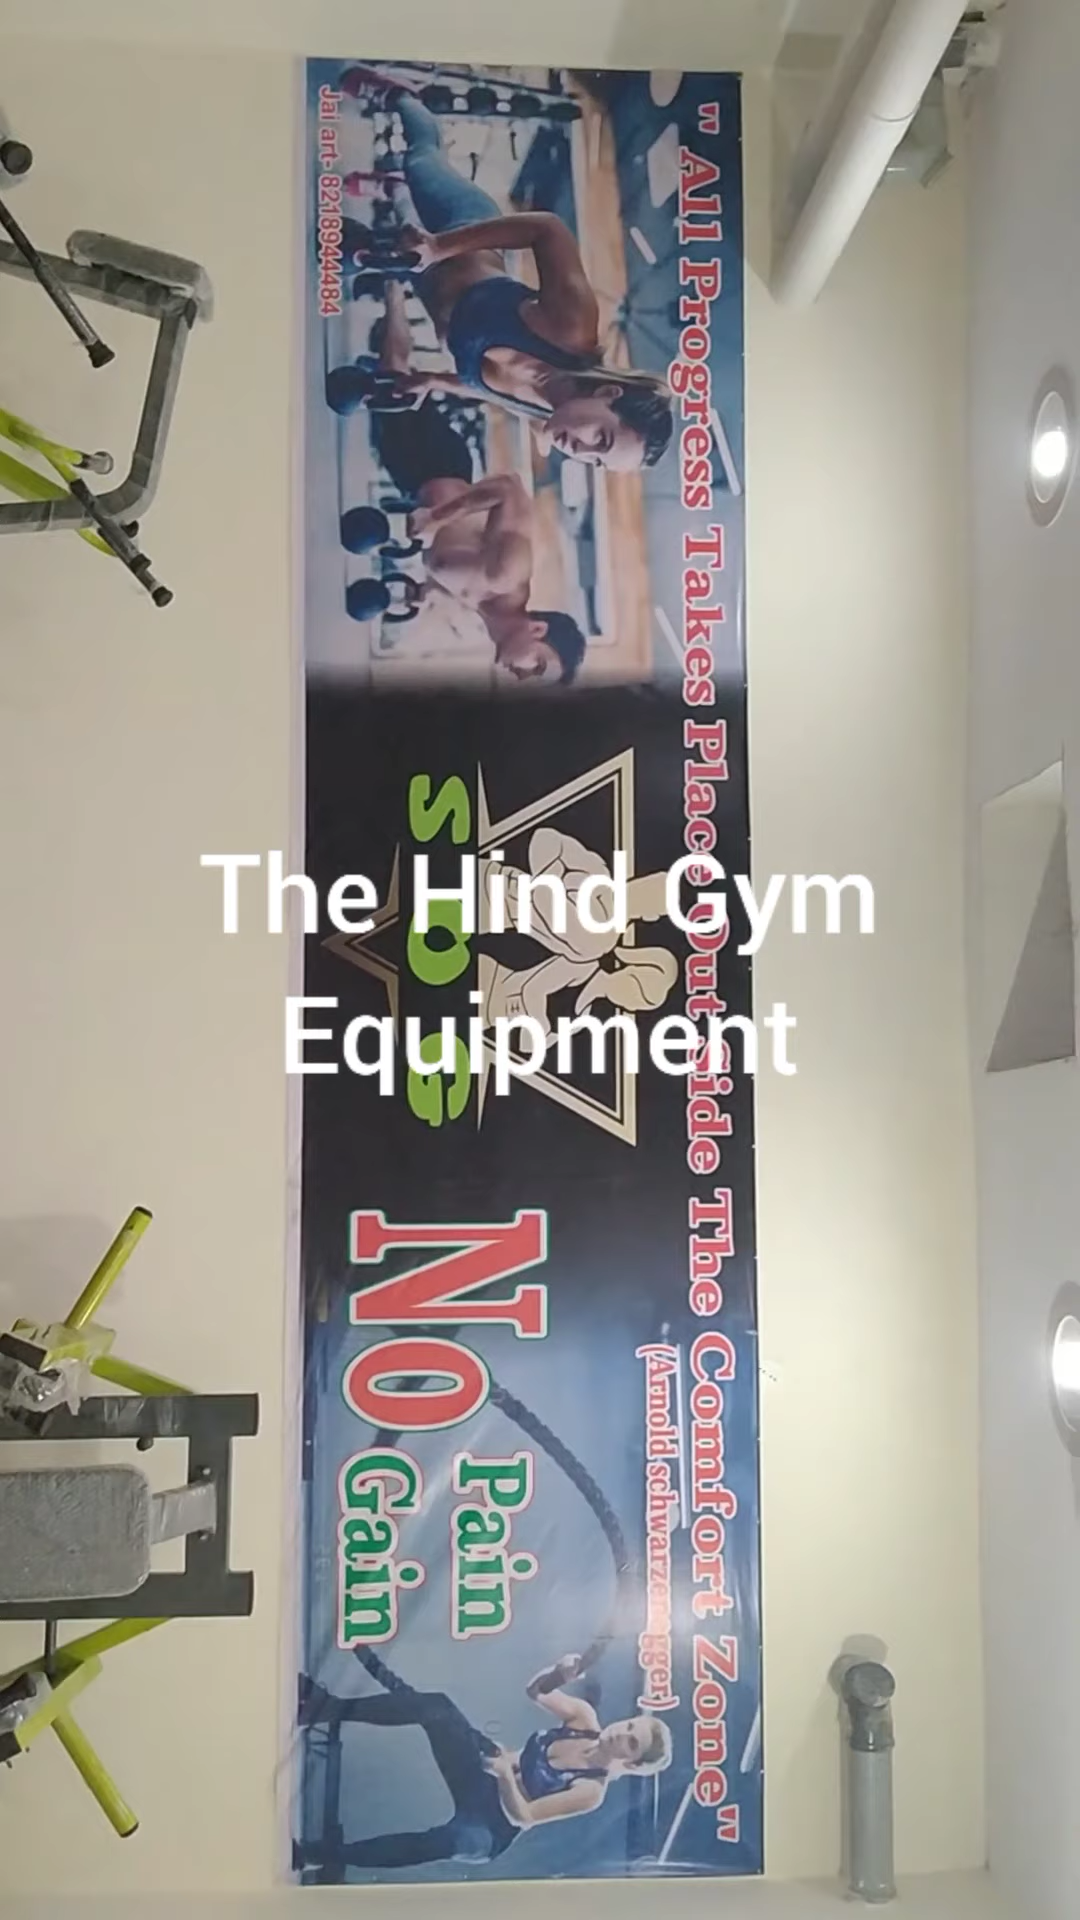 " All Progress Takes Place Outside The Comfort Zone"
(Arnold schwarzenegger)
SDG
No Pain
No Gain
Jai art- 8218944484
The Hind Gym
Equipment